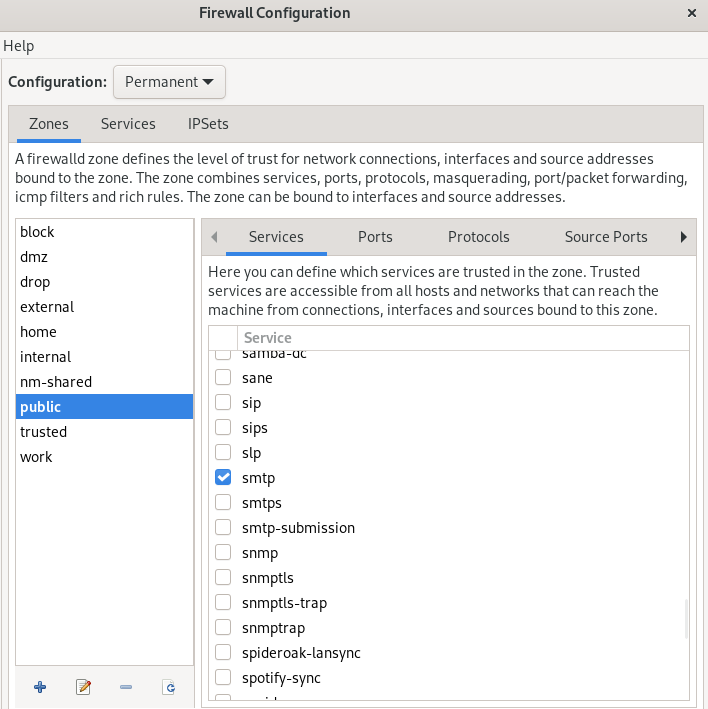 Firewall Configuration
Help
Configuration: Permanent
Zones Services IPSets
A firewalld zone defines the level of trust for network connections, interfaces and source addresses
bound to the zone. The zone combines services, ports, protocols, masquerading, port/packet forwarding,
icmp filters and rich rules. The zone can be bound to interfaces and source addresses.
block
dmz
drop
external
home
internal
nm-shared
public
trusted
work
Services Ports Protocols Source Ports
Here you can define which services are trusted in the zone. Trusted
services are accessible from all hosts and networks that can reach the
machine from connections, interfaces and sources bound to this zone.
Service
samba-dc
sane
sip
sips
slp
smtp
smtps
smtp-submission
snmp
snmptls
snmptls-trap
snmptrap
spideroak-lansync
spotify-sync